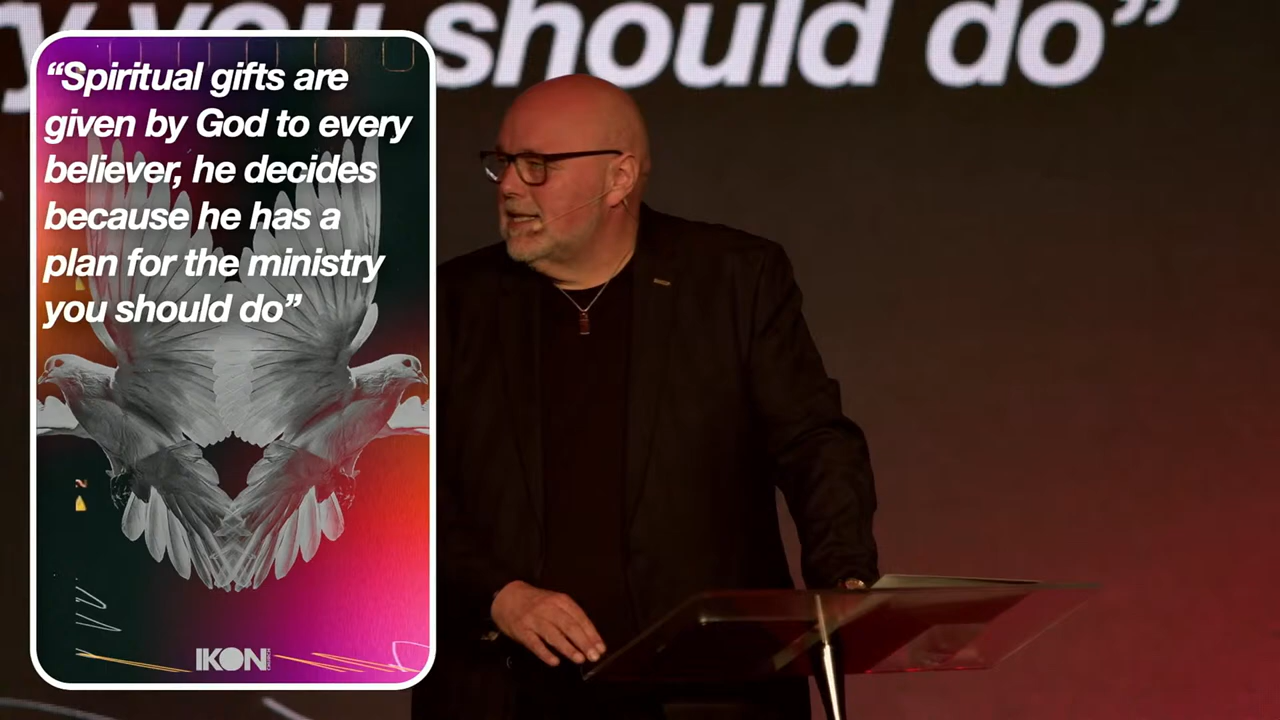 y you should do”
“Spiritual gifts are
given by God to every
believer, he decides
because he has a
plan for the ministry
you should do”
IKON
CHURCH